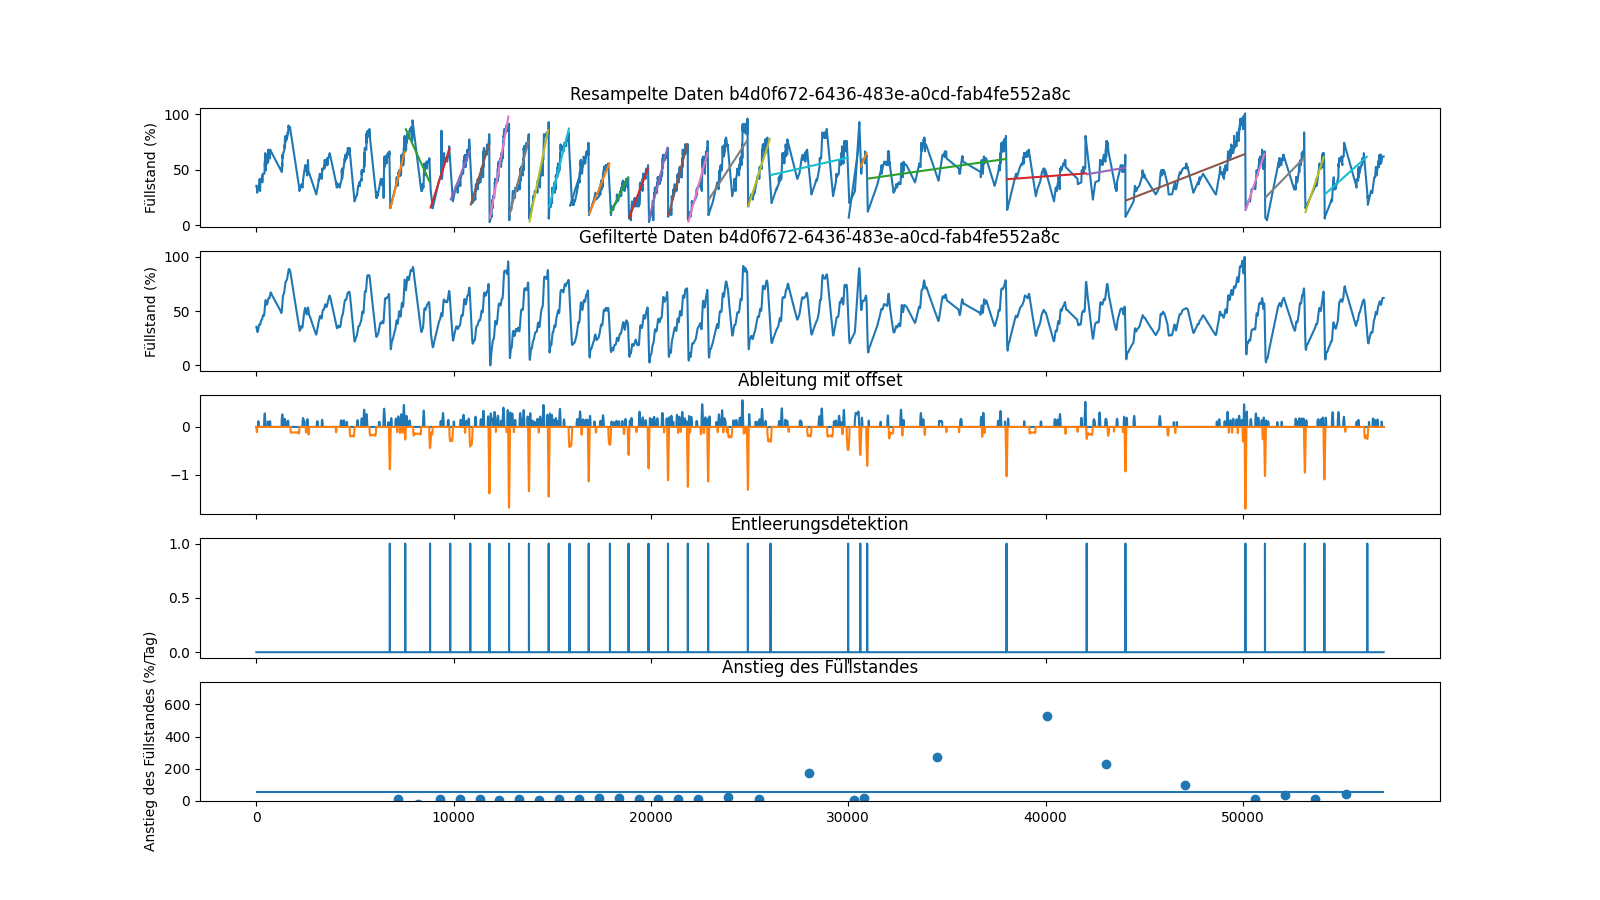 Resampelte Daten b4d0f672-6436-483e-a0cd-fab4fe552a8c
Füllstand (%)
100
50
0
Gefilterte Daten b4d0f672-6436-483e-a0cd-fab4fe552a8c
Füllstand (%)
100
50
0
Ableitung mit offset
0
−1
Entleerungsdetektion
1.0
0.5
0.0
Anstieg des Füllstandes
Anstieg des Füllstandes (%/Tag)
600
400
200
0
0 10000 20000 30000 40000 50000